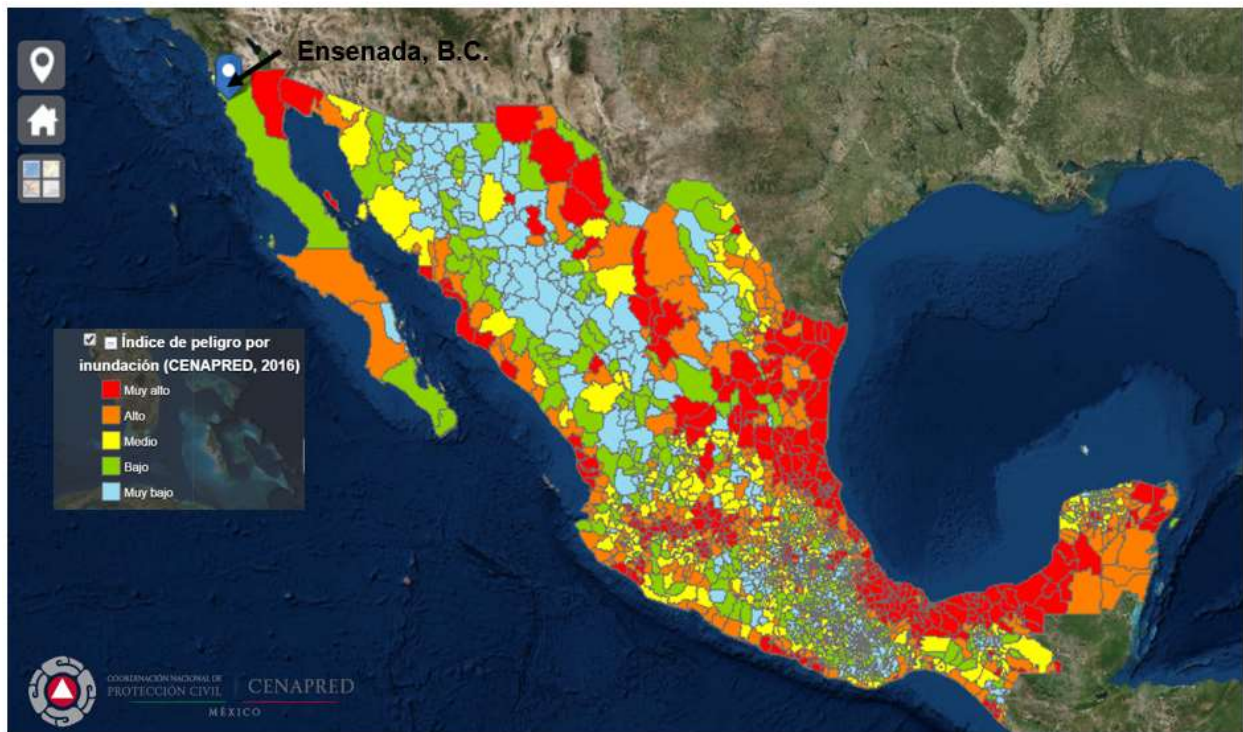 Ensenada, B.C.
Índice de peligro por
inundación (CENAPRED, 2016)
Muy alto
Alto
Medio
Bajo
Muy bajo
COORDINACIÓN NACIONAL DE
PROTECCIÓN CIVIL
CENAPRED
MÉXICO